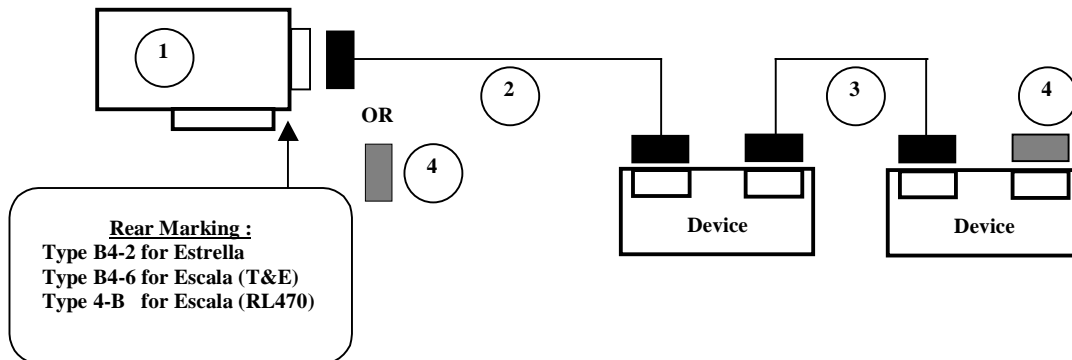 1
2
3
4
OR
4
Device
Device
Rear Marking :
Type B4-2 for Estrella
Type B4-6 for Escala (T&E)
Type 4-B for Escala (RL470)